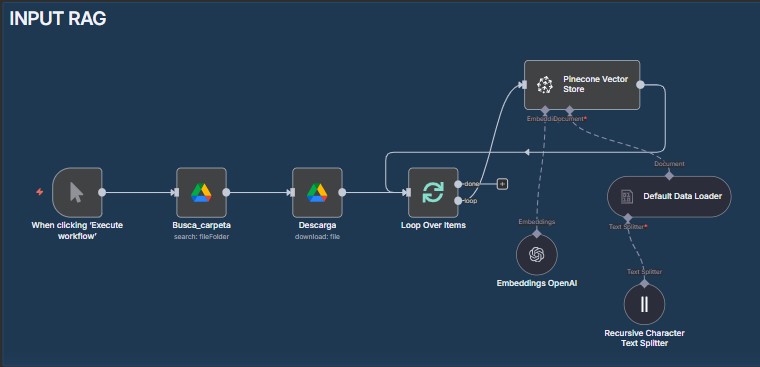 INPUT RAG
Pinecone Vector
Store
Embeddi
Document*
done
loop
Document
Default Data Loader
Text Splitter*
When clicking 'Execute
workflow'
Busca_carpeta
search: fileFolder
Descarga
download: file
Loop Over Items
Embeddings
Embeddings OpenAI
Text Splitter
Recursive Character
Text Splitter